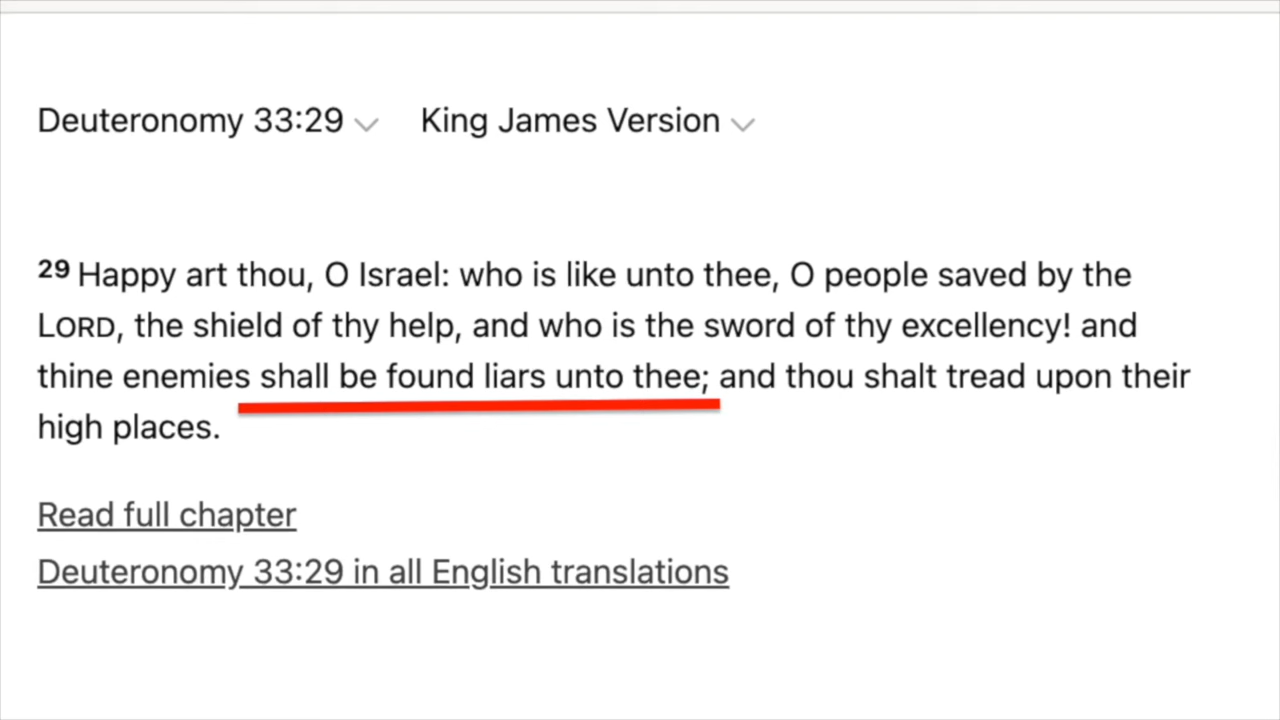 Deuteronomy 33:29 King James Version
29 Happy art thou, O Israel: who is like unto thee, O people saved by the
LORD, the shield of thy help, and who is the sword of thy excellency! and
thine enemies shall be found liars unto thee; and thou shalt tread upon their
high places.
Read full chapter
Deuteronomy 33:29 in all English translations